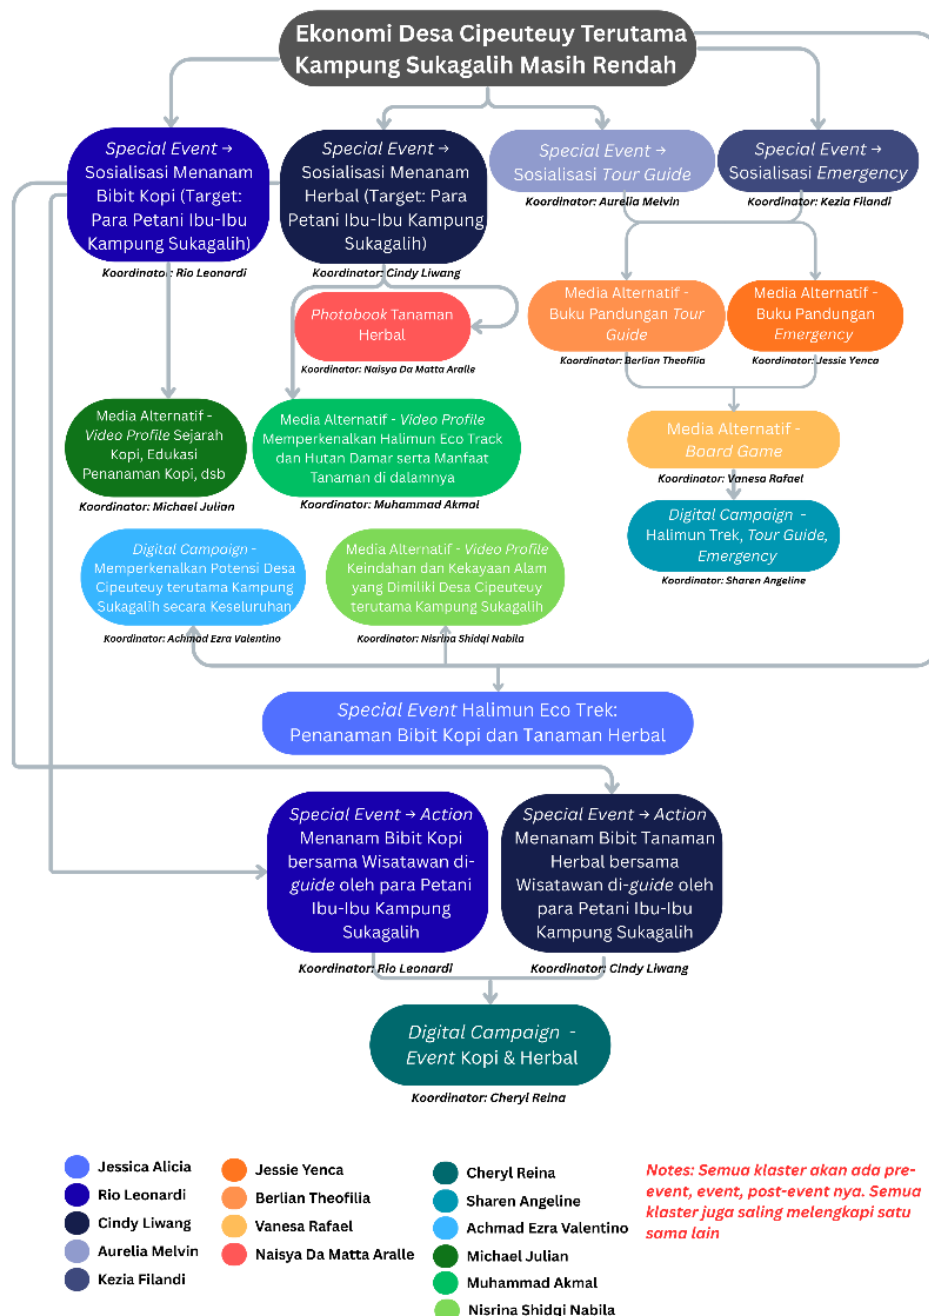 Ekonomi Desa Cipeuteuy Terutama
Kampung Sukagalih Masih Rendah
Special Event →
Sosialisasi Menanam
Bibit Kopi (Target:
Para Petani Ibu-Ibu
Kampung Sukagalih)
Koordinator: Rio Leonardi
Special Event →
Sosialisasi Menanam
Herbal (Target: Para
Petani Ibu-Ibu
Kampung
Sukagalih)
Koordinator: Cindy Liwang
Special Event →
Sosialisasi Tour Guide
Koordinator: Aurelia Melvin
Special Event →
Sosialisasi Emergency
Koordinator: Kezia Filandi
Photobook Tanaman
Herbal
Koordinator: Naisya Da Matta Aralle
Media Alternatif -
Buku Pandungan Tour
Guide
Koordinator: Berlian Theofilia
Media Alternatif -
Buku Pandungan
Emergency
Koordinator: Jessie Yenca
Media Alternatif -
Video Profile Sejarah
Kopi, Edukasi
Penanaman Kopi, dsb
Koordinator: Michael Julian
Media Alternatif - Video Profile
Memperkenalkan Halimun Eco Track
dan Hutan Damar serta Manfaat
Tanaman di dalamnya
Koordinator: Muhammad Akmal
Media Alternatif -
Board Game
Koordinator: Vanesa Rafael
Digital Campaign -
Halimun Trek, Tour Guide,
Emergency
Koordinator: Sharen Angeline
Digital Campaign -
Memperkenalkan Potensi Desa
Cipeuteuy terutama Kampung
Sukagalih secara Keseluruhan
Koordinator: Achmad Ezra Valentino
Media Alternatif - Video Profile
Keindahan dan Kekayaan Alam
yang Dimiliki Desa Cipeuteuy
terutama Kampung Sukagalih
Koordinator: Nisrina Shidqi Nabila
Special Event Halimun Eco Trek:
Penanaman Bibit Kopi dan Tanaman Herbal
Special Event → Action
Menanam Bibit Kopi
bersama Wisatawan di-
guide oleh para Petani
Ibu-Ibu Kampung
Sukagalih
Koordinator: Rio Leonardi
Special Event → Action
Menanam Bibit Tanaman
Herbal bersama
Wisatawan di-guide oleh
para Petani Ibu-Ibu
Kampung Sukagalih
Koordinator: Cindy Liwang
Digital Campaign -
Event Kopi & Herbal
Koordinator: Cheryl Reina
Jessica Alicia
Rio Leonardi
Cindy Liwang
Aurelia Melvin
Kezia Filandi
Jessie Yenca
Berlian Theofilia
Vanesa Rafael
Naisya Da Matta Aralle
Cheryl Reina
Sharen Angeline
Achmad Ezra Valentino
Michael Julian
Muhammad Akmal
Nisrina Shidqi Nabila
Notes: Semua klaster akan ada pre-
event, event, post-event nya. Semua
klaster juga saling melengkapi satu
sama lain